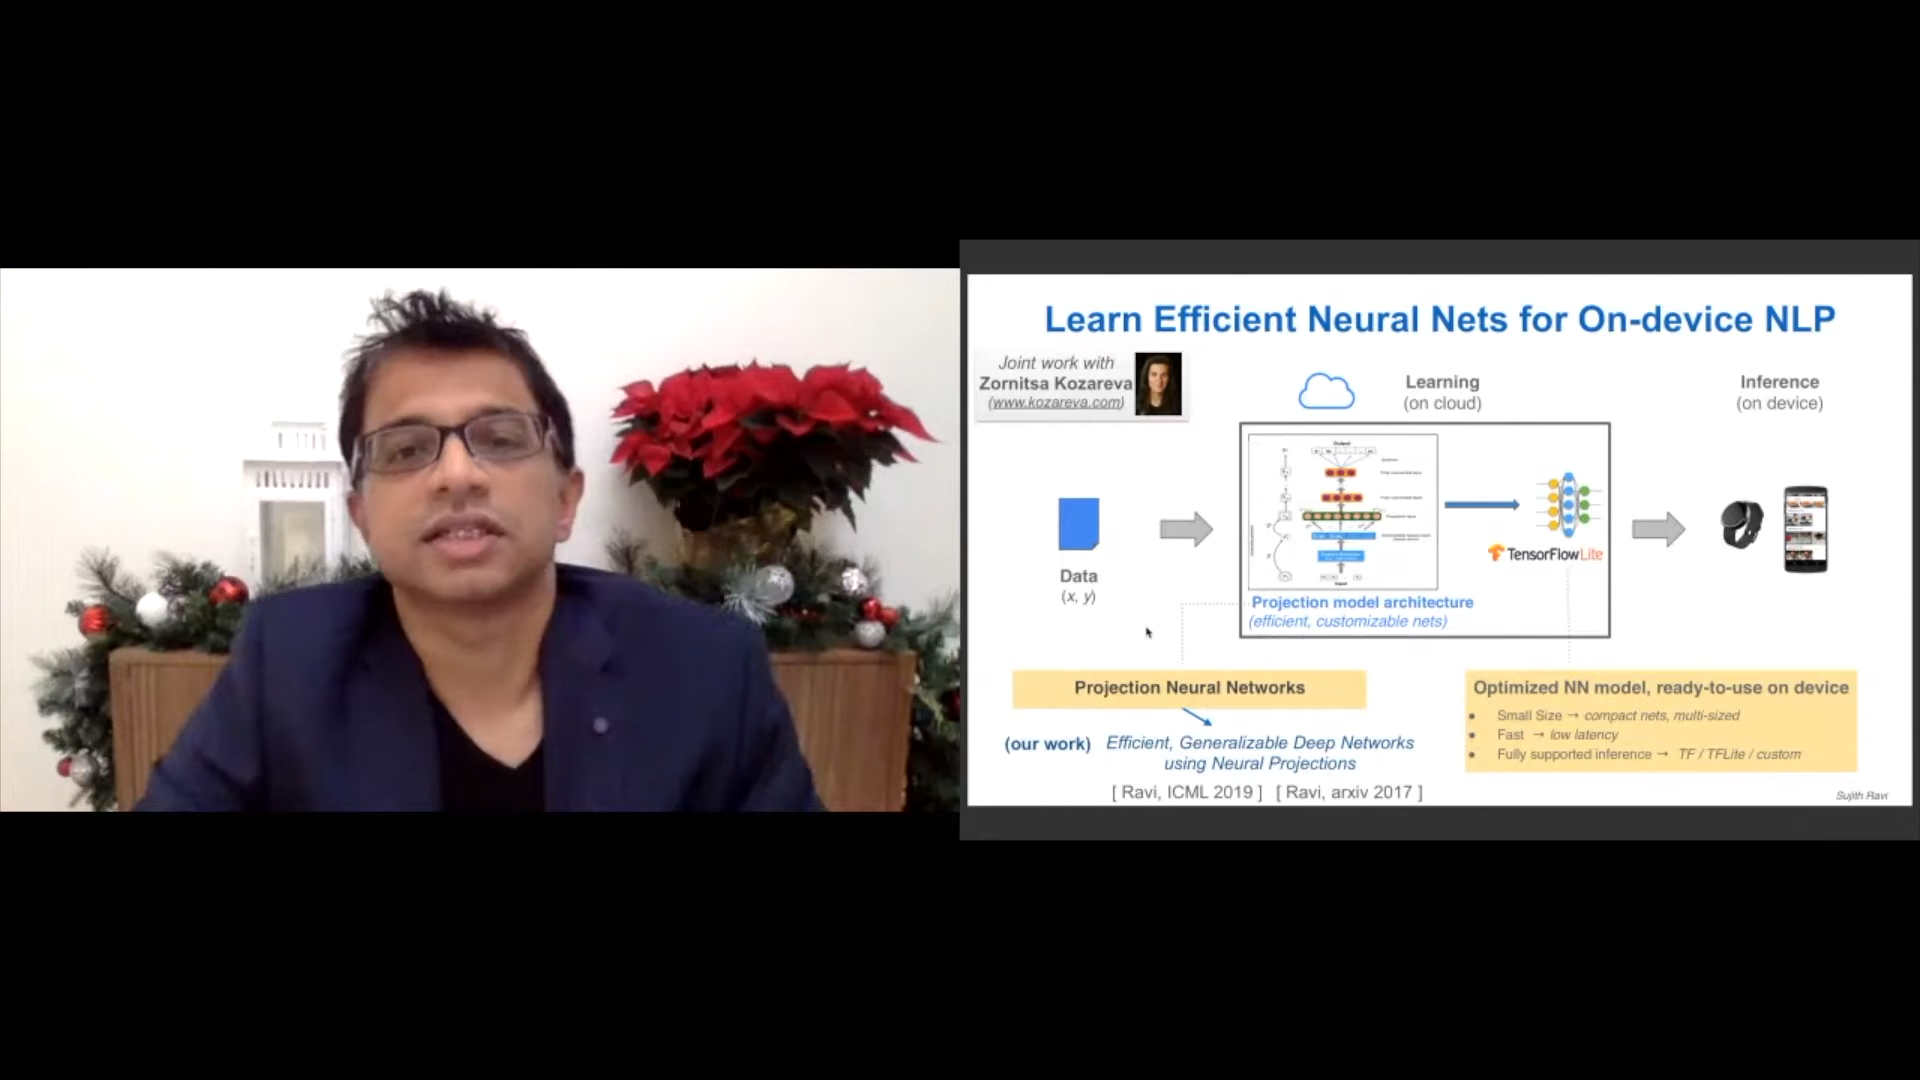 Learn Efficient Neural Nets for On-device NLP
Joint work with
Zornitsa Kozareva
(www.kozareva.com)
Learning
(on cloud)
Inference
(on device)
Output
Input
Data
(x, y)
TensorFlowLite
Projection model architecture
(efficient, customizable nets)
Projection Neural Networks
(our work) Efficient, Generalizable Deep Networks
using Neural Projections
[ Ravi, ICML 2019 ] [ Ravi, arxiv 2017 ]
Optimized NN model, ready-to-use on device
• Small Size → compact nets, multi-sized
• Fast → low latency
• Fully supported inference → TF / TFLite / custom
Sujith Ravi